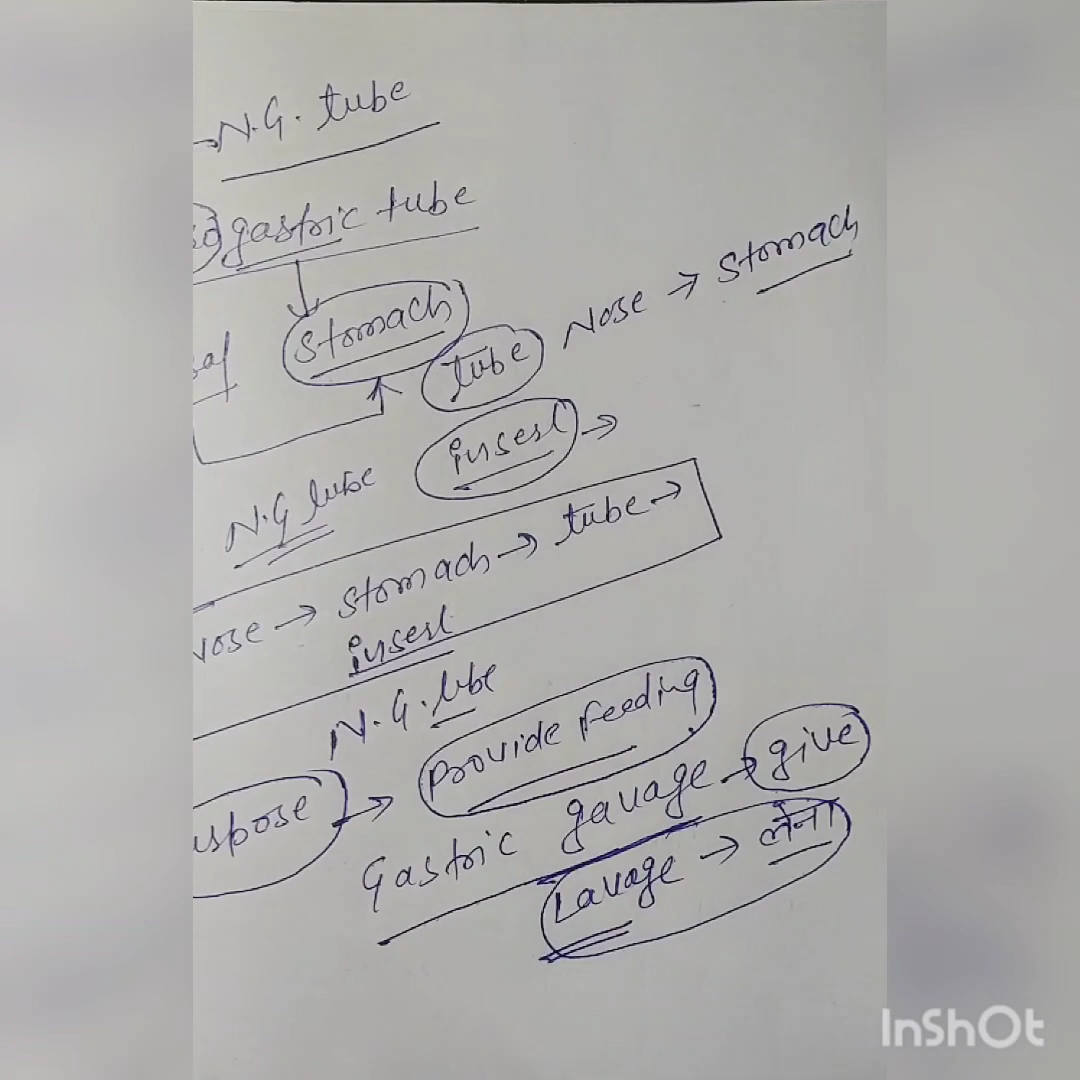 →N.G. tube
gastric tube
Stomach
tube Nose → Stomach
N.G tube insert →
Nose → Stomach → tube →
insert
N.G. tube
Provide feeding
Gastric gavage → give
Lavage → लेना
InShOt